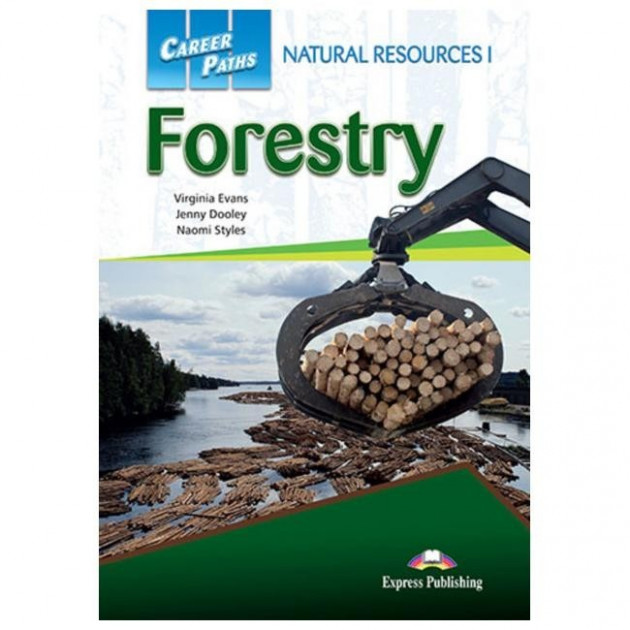 CAREER
PATHS
NATURAL RESOURCES I
Forestry
Virginia Evans
Jenny Dooley
Naomi Styles
Express Publishing